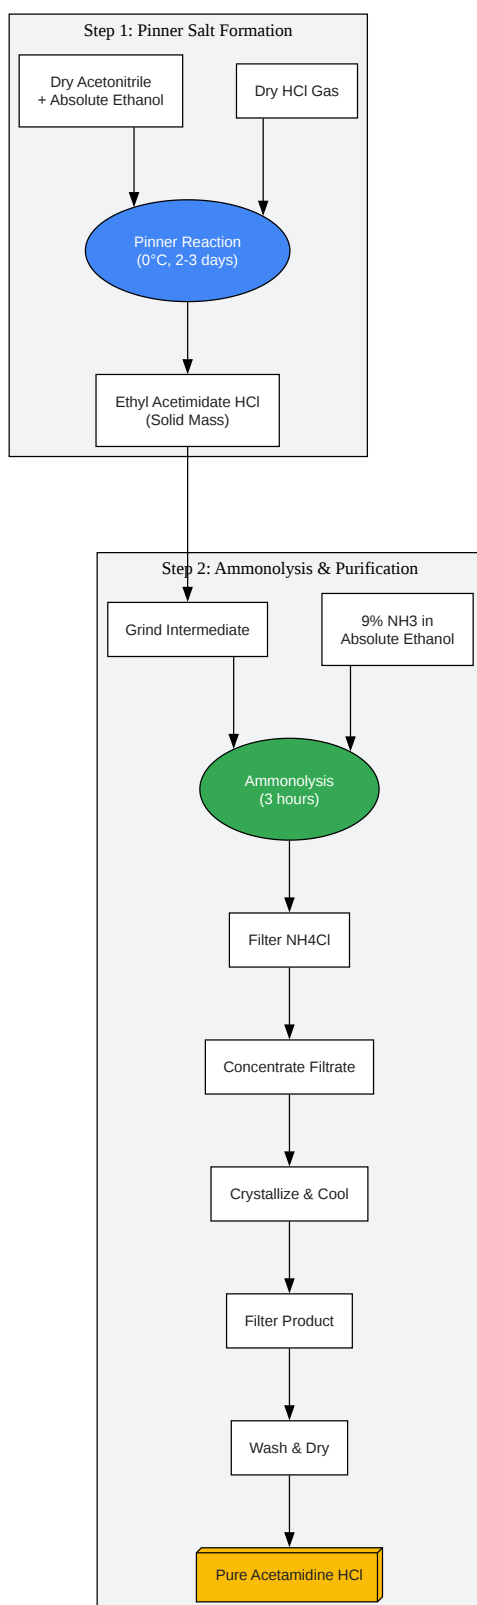 Step 1: Pinner Salt Formation
Dry Acetonitrile
+ Absolute Ethanol
Dry HCl Gas
Pinner Reaction
(0°C, 2-3 days)
Ethyl Acetimidate HCl
(Solid Mass)
Step 2: Ammonolysis & Purification
Grind Intermediate
9% NH3 in
Absolute Ethanol
Ammonolysis
(3 hours)
Filter NH4Cl
Concentrate Filtrate
Crystallize & Cool
Filter Product
Wash & Dry
Pure Acetamidine HCl